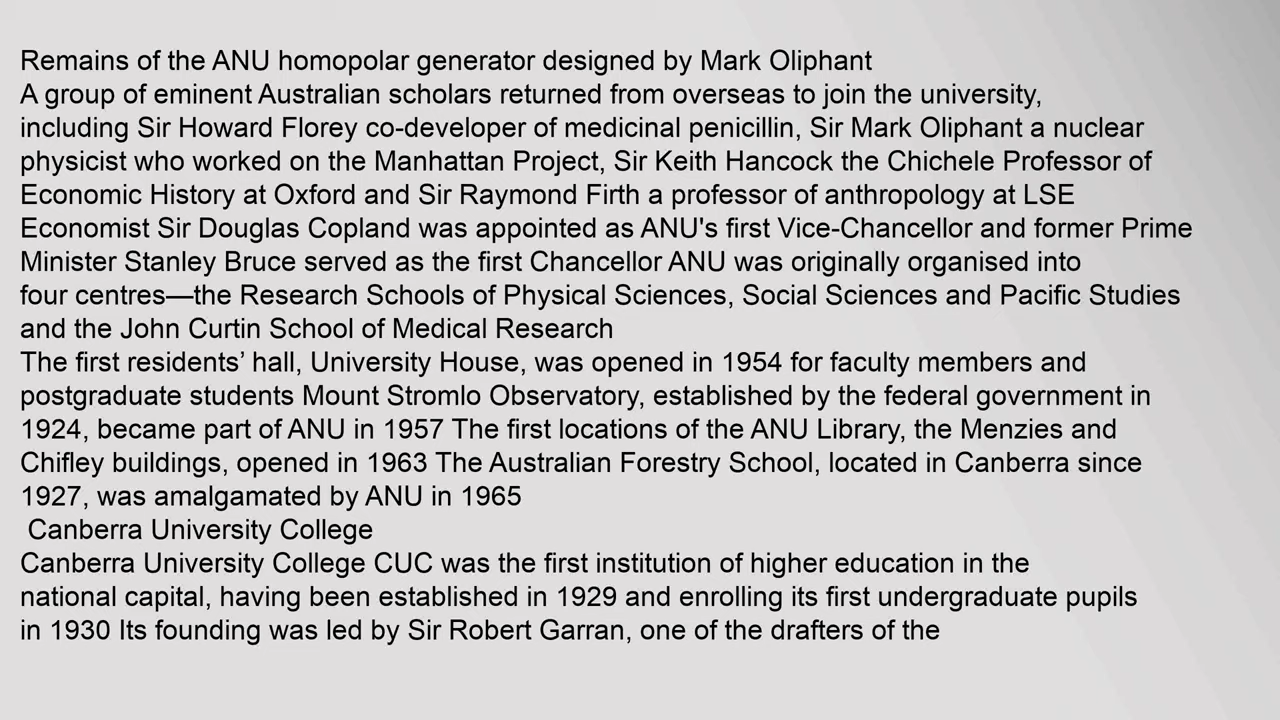 Remains of the ANU homopolar generator designed by Mark Oliphant
A group of eminent Australian scholars returned from overseas to join the university,
including Sir Howard Florey co-developer of medicinal penicillin, Sir Mark Oliphant a nuclear
physicist who worked on the Manhattan Project, Sir Keith Hancock the Chichele Professor of
Economic History at Oxford and Sir Raymond Firth a professor of anthropology at LSE
Economist Sir Douglas Copland was appointed as ANU's first Vice-Chancellor and former Prime
Minister Stanley Bruce served as the first Chancellor ANU was originally organised into
four centres—the Research Schools of Physical Sciences, Social Sciences and Pacific Studies
and the John Curtin School of Medical Research
The first residents’ hall, University House, was opened in 1954 for faculty members and
postgraduate students Mount Stromlo Observatory, established by the federal government in
1924, became part of ANU in 1957 The first locations of the ANU Library, the Menzies and
Chifley buildings, opened in 1963 The Australian Forestry School, located in Canberra since
1927, was amalgamated by ANU in 1965
Canberra University College
Canberra University College CUC was the first institution of higher education in the
national capital, having been established in 1929 and enrolling its first undergraduate pupils
in 1930 Its founding was led by Sir Robert Garran, one of the drafters of the